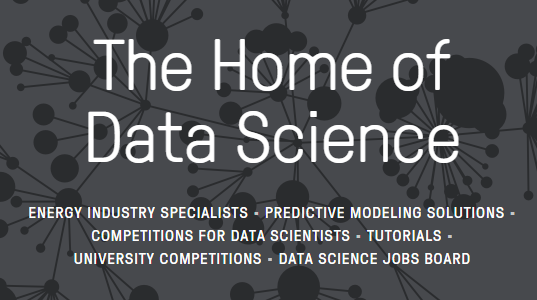 The Home of
Data Science
ENERGY INDUSTRY SPECIALISTS - PREDICTIVE MODELING SOLUTIONS -
COMPETITIONS FOR DATA SCIENTISTS - TUTORIALS -
UNIVERSITY COMPETITIONS - DATA SCIENCE JOBS BOARD